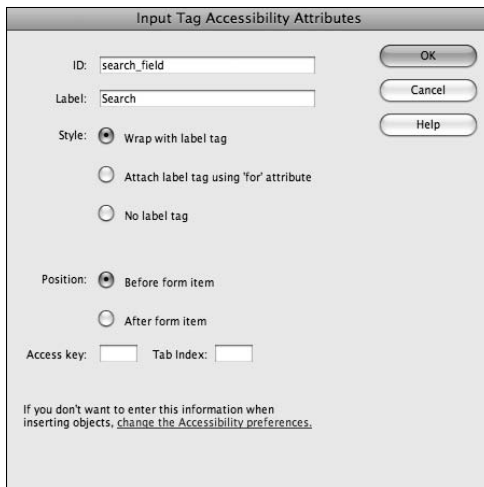 Input Tag Accessibility Attributes
ID: search_field
OK
Label: Search
Cancel
Style: Wrap with label tag
Help
Attach label tag using 'for' attribute
No label tag
Position: Before form item
After form item
Access key: Tab Index:
If you don't want to enter this information when
inserting objects, change the Accessibility preferences.